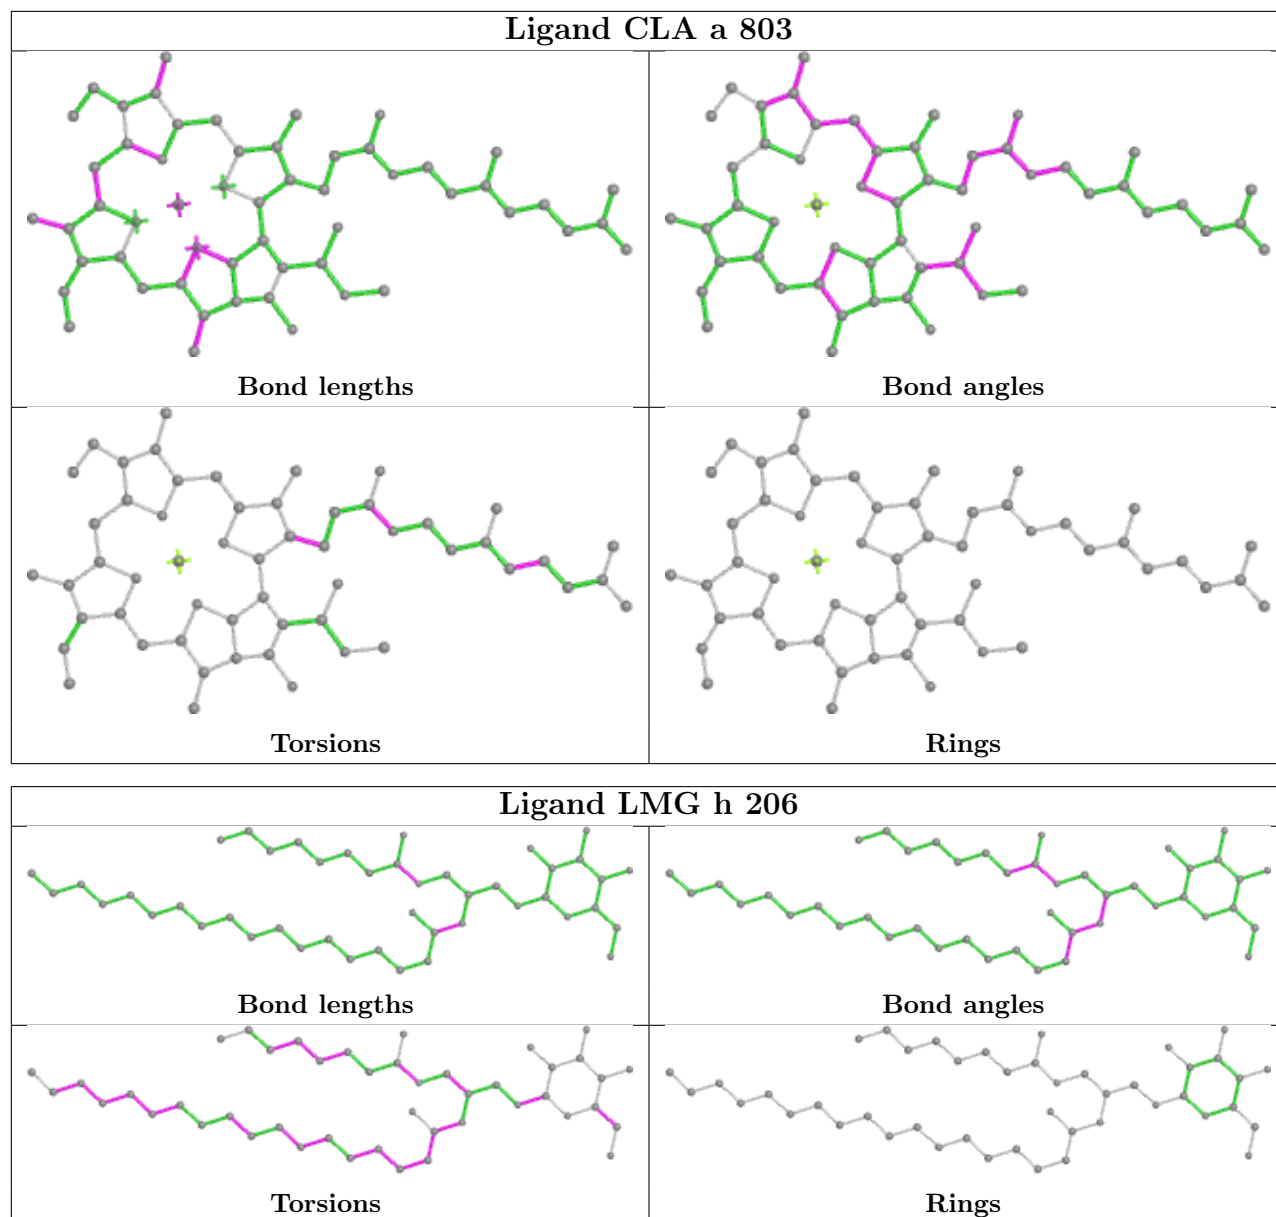 Ligand CLA a 803
Bond lengths
Bond angles
Torsions
Rings
Ligand LMG h 206
Bond lengths
Bond angles
Torsions
Rings